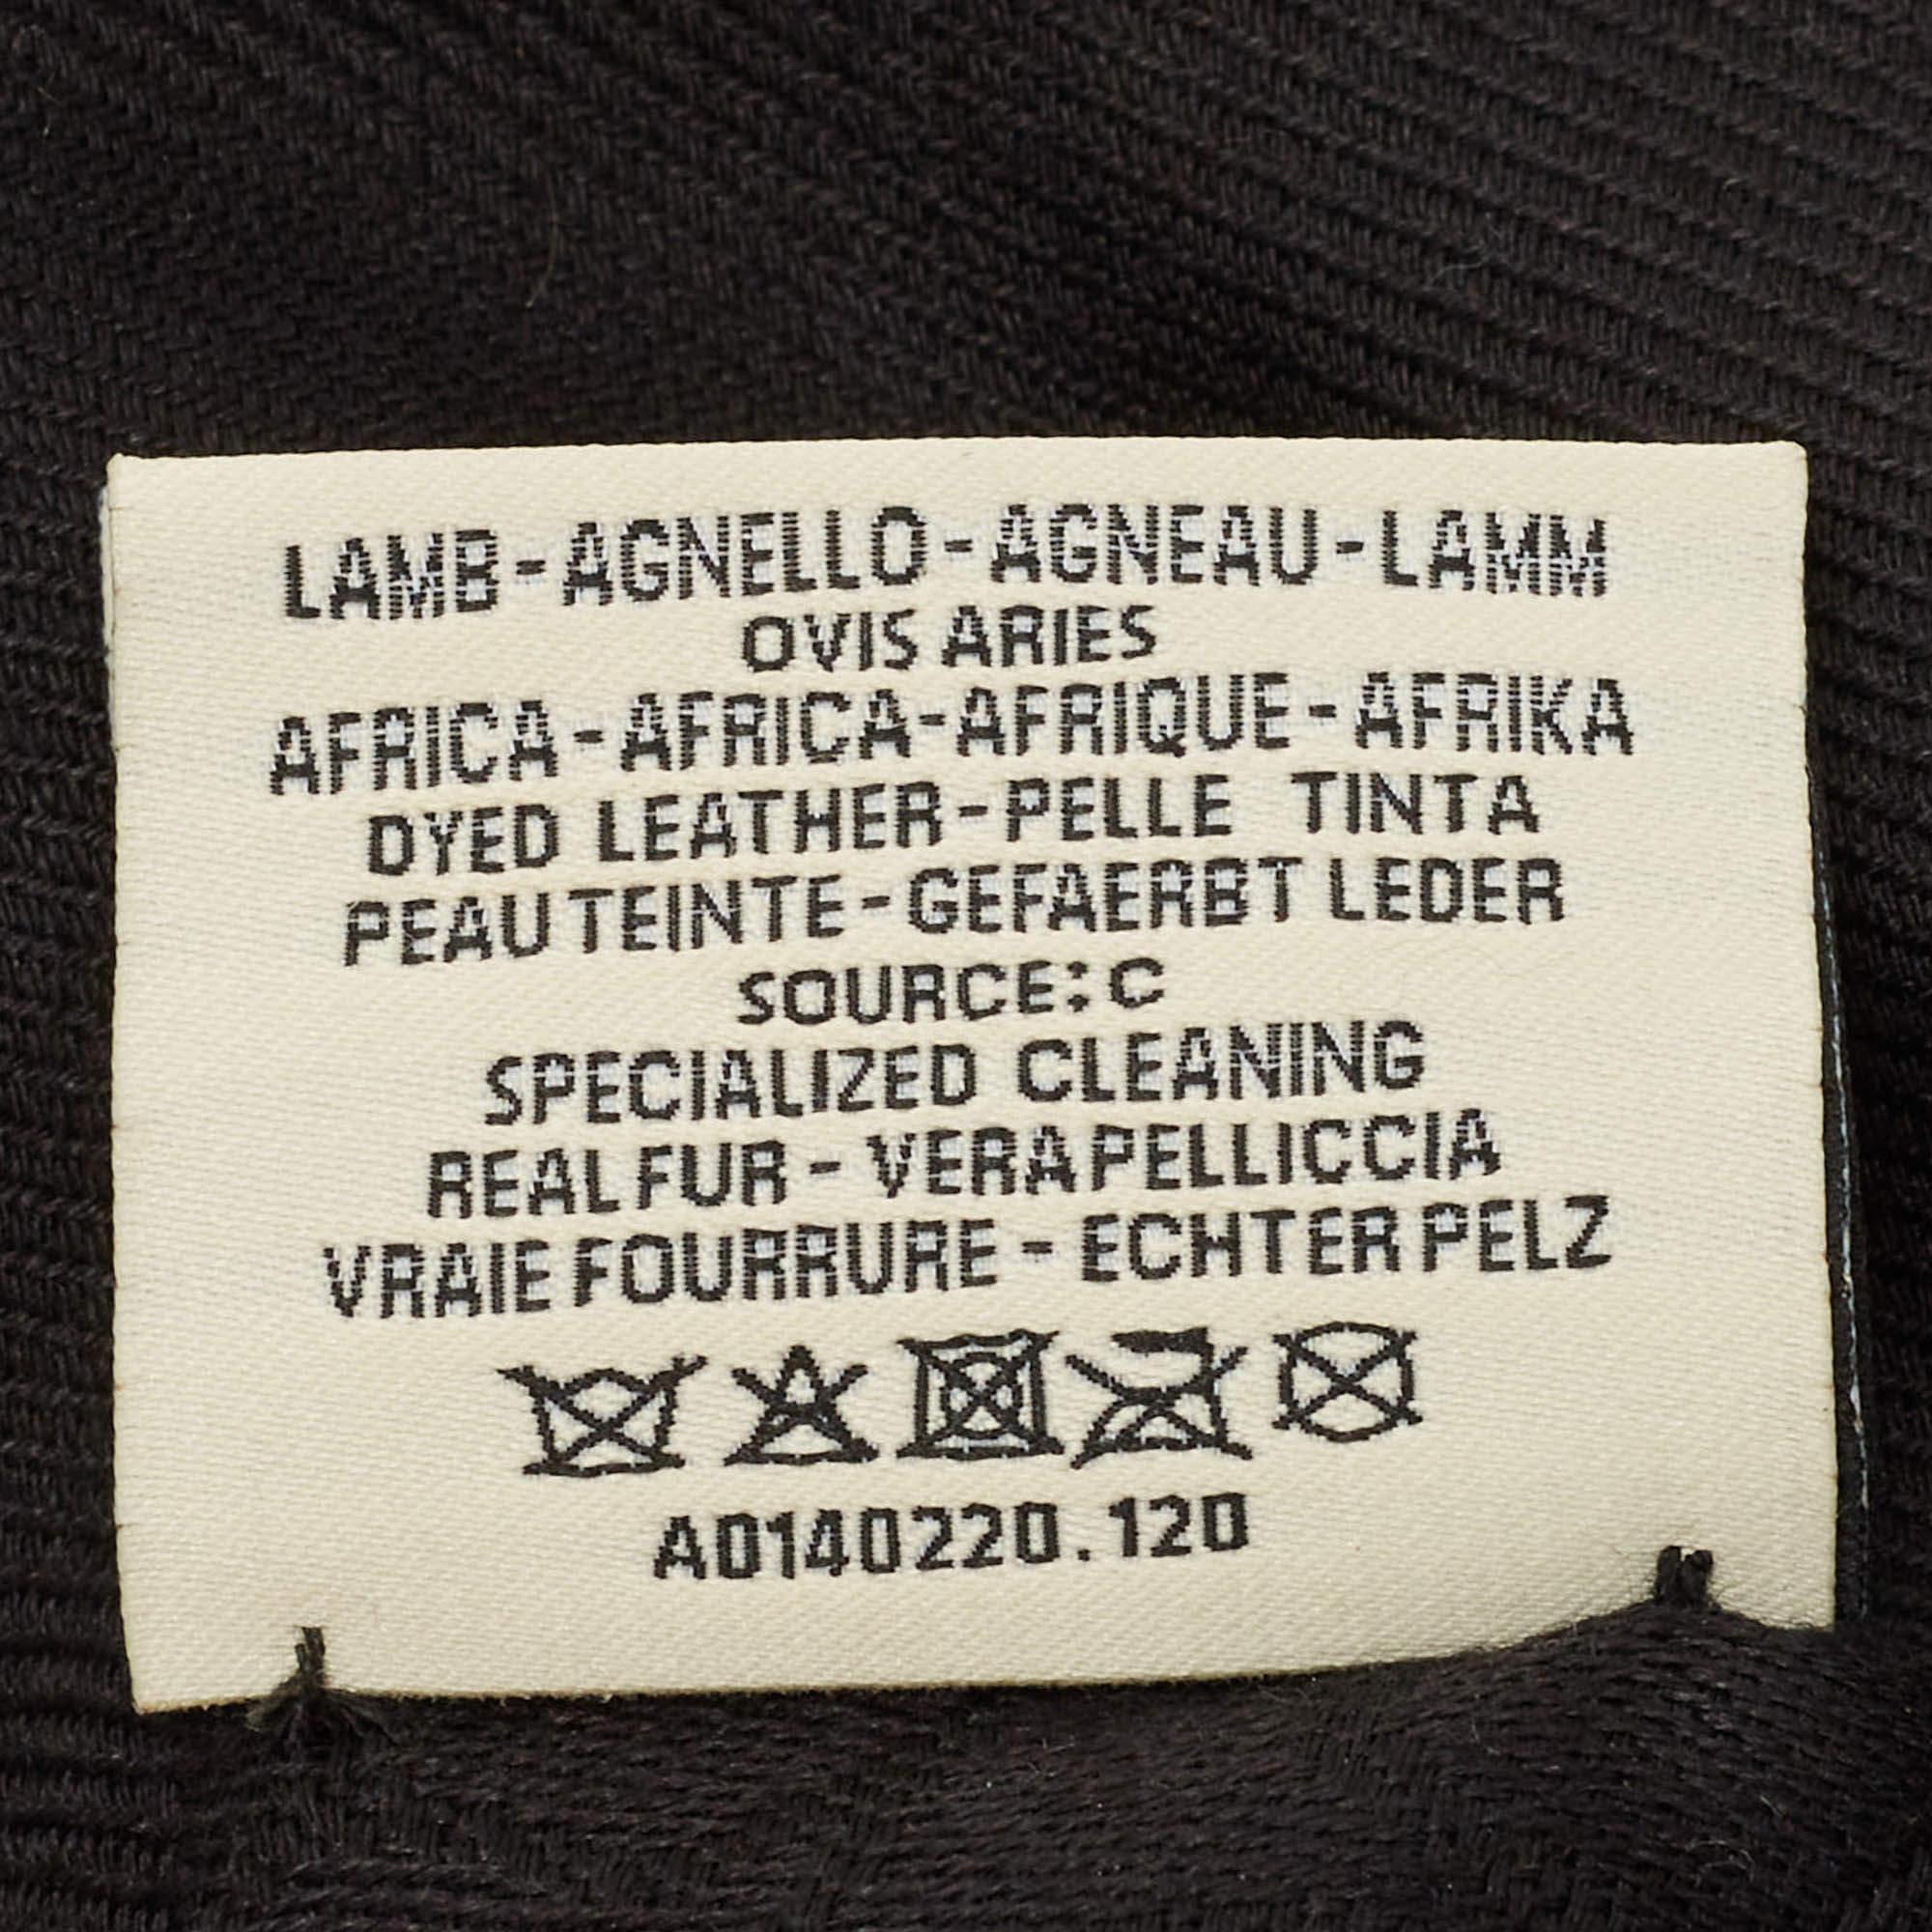 LAMB-AGNELLO-AGNEAU-LAMM
OVIS ARIES
AFRICA-AFRICA-AFRIQUE-AFRIKA
DYED LEATHER-PELLE TINTA
PEAU TEINTE-GEFAERBT LEDER
SOURCE: C
SPECIALIZED CLEANING
REAL FUR - VERA PELLICCIA
VRAIE FOURRURE - ECHTER PELZ
A0140220.120